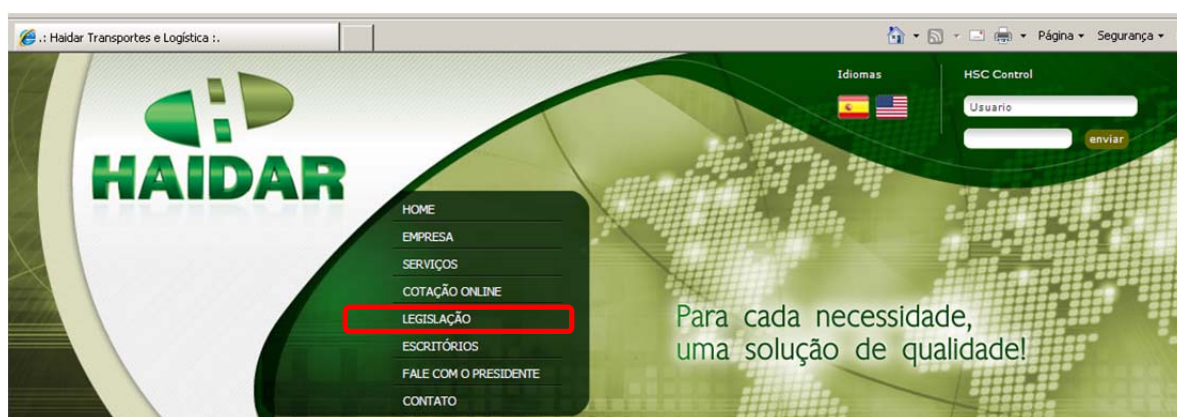 .: Haidar Transportes e Logística :.
Página
Segurança
Idiomas
HSC Control
Usuario
enviar
HAIDAR
HOME
EMPRESA
SERVIÇOS
COTAÇÃO ONLINE
LEGISLAÇÃO
ESCRITÓRIOS
FALE COM O PRESIDENTE
CONTATO
Para cada necessidade,
uma solução de qualidade!